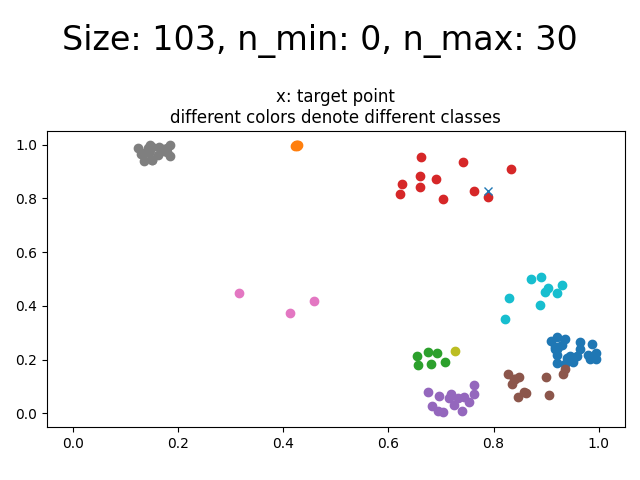 Size: 103, n_min: 0, n_max: 30
x: target point
different colors denote different classes
1.0
0.8
0.6
0.4
0.2
0.0
0.0 0.2 0.4 0.6 0.8 1.0